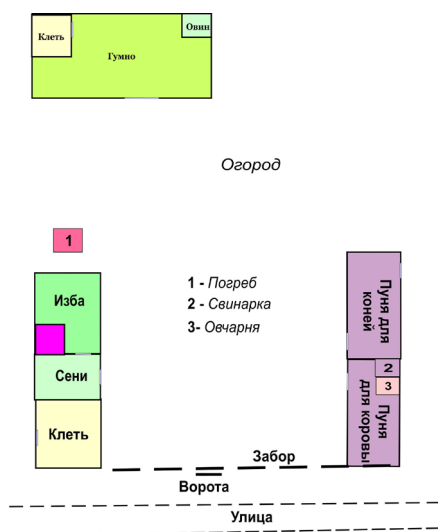 Клеть
Овин
Гумно
Огород
1
1 - Погреб
2 - Свинарка
3- Овчарня
Изба
Сени
Клеть
Пуня для
коней
2
3
Пуня
для коровы
Забор
Ворота
Улица